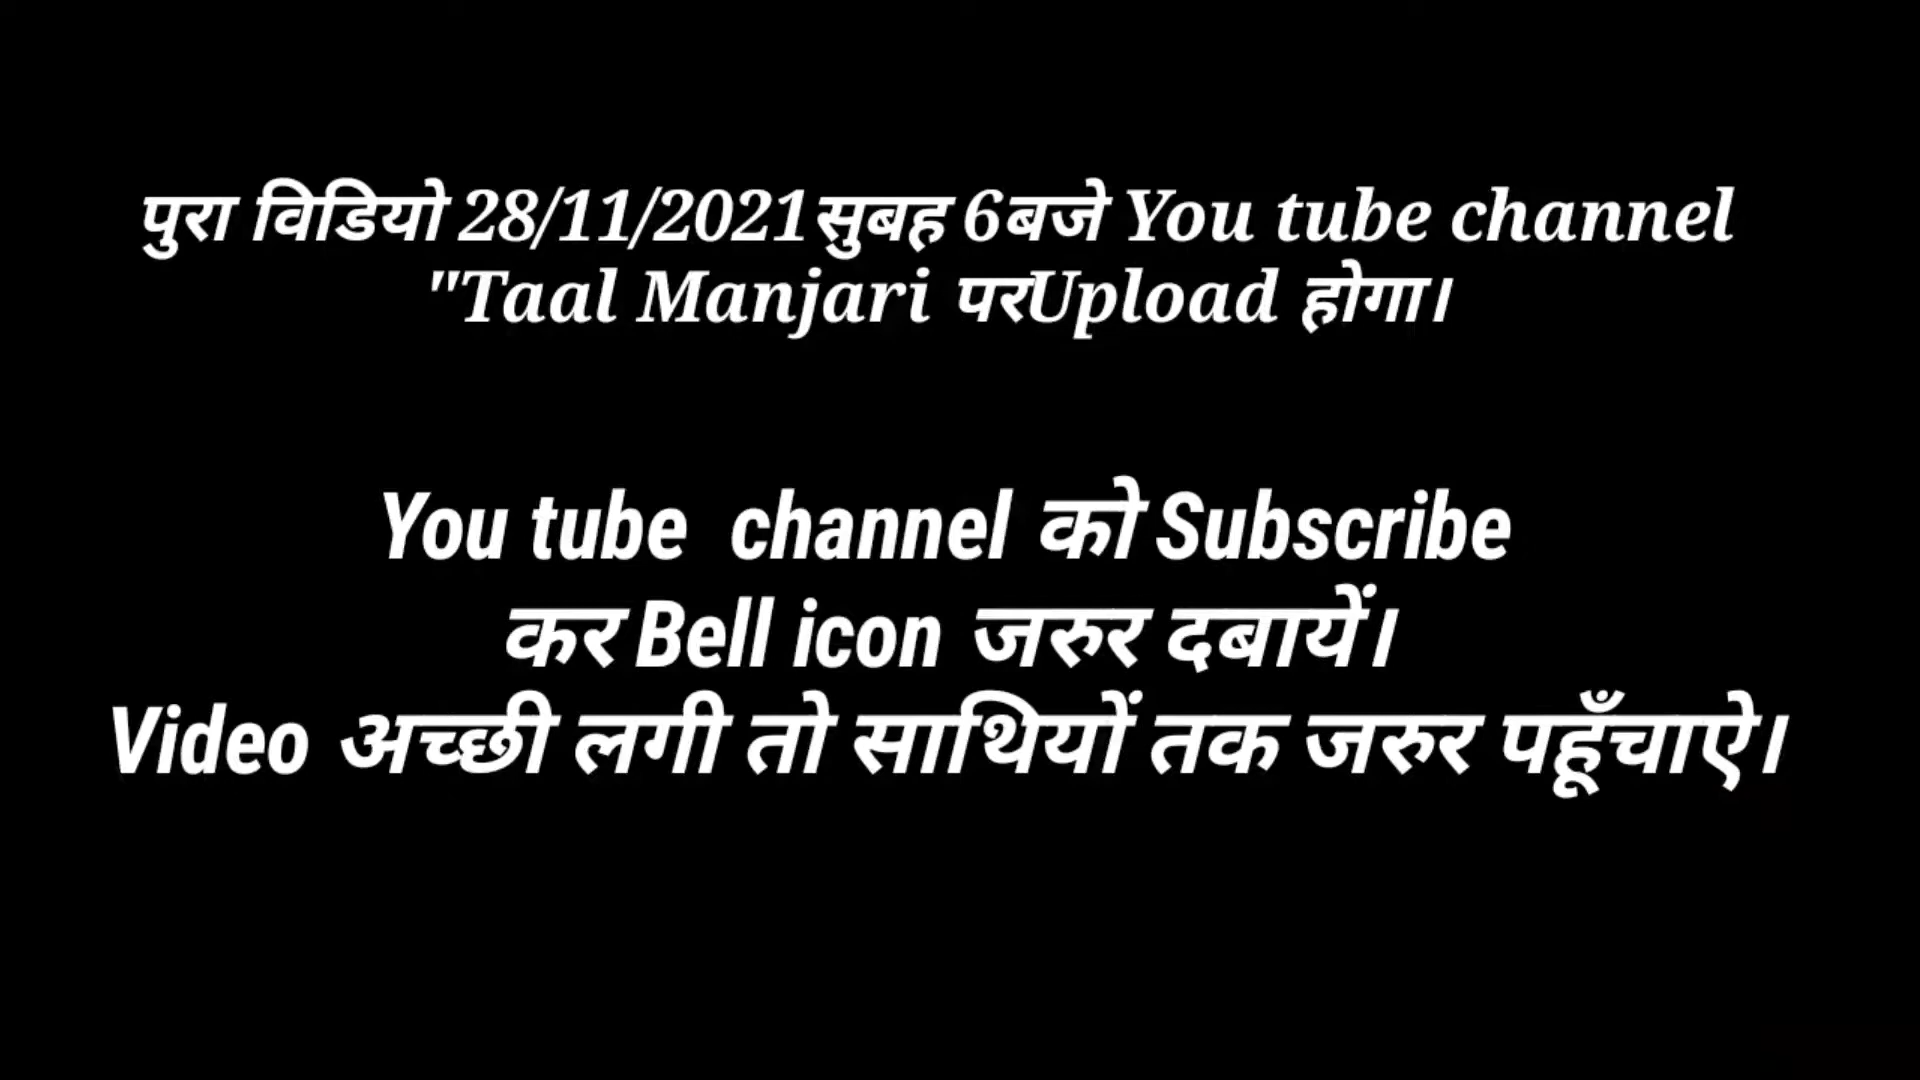 पुरा विडियो 28/11/2021सुबह 6बजे You tube channel
"Taal Manjari परUpload होगा।
You tube  channel को Subscribe
कर Bell icon जरुर दबायें।
Video अच्छी लगी तो साथियों तक जरुर पहूँचाऐ।